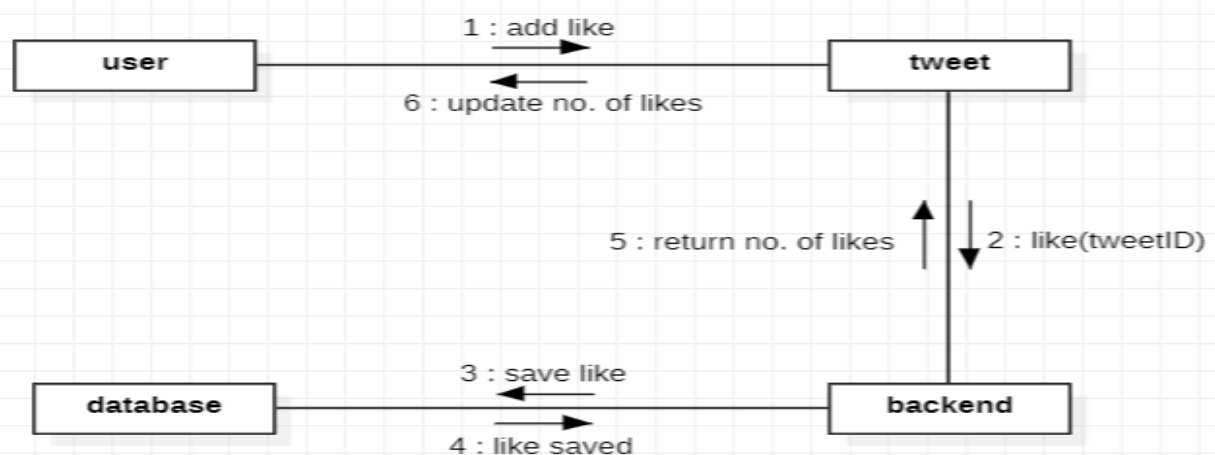 1 : add like
user
tweet
6 : update no. of likes
5 : return no. of likes
2 : like(tweetID)
3 : save like
database
backend
4 : like saved